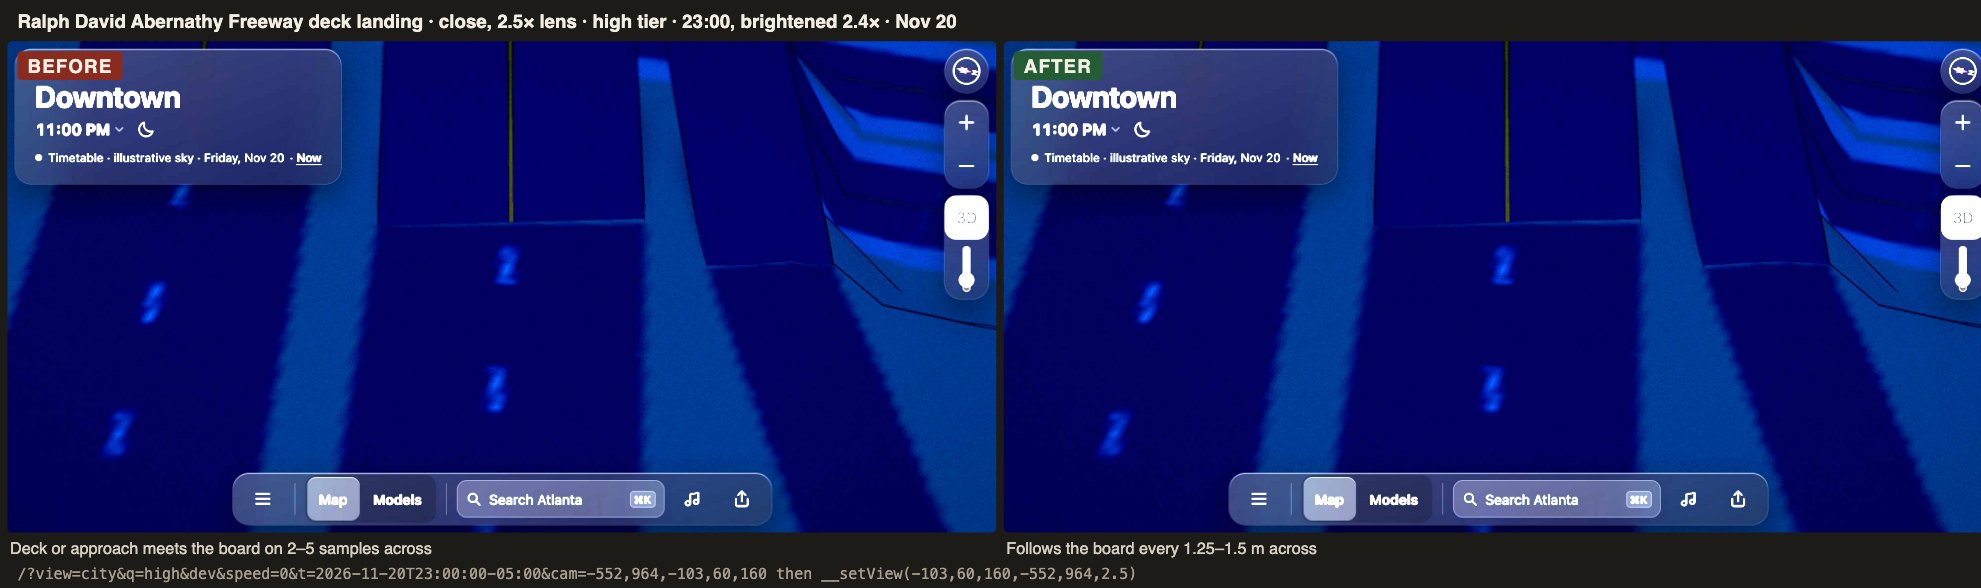 Ralph David Abernathy Freeway deck landing · close, 2.5× lens · high tier · 23:00, brightened 2.4× · Nov 20
BEFORE
Downtown
11:00 PM
Timetable · illustrative sky · Friday, Nov 20 · Now
+
−
3D
Map Models Search Atlanta ⌘K
AFTER
Downtown
11:00 PM
Timetable · illustrative sky · Friday, Nov 20 · Now
+
−
3D
Map Models Search Atlanta ⌘K
Deck or approach meets the board on 2–5 samples across
Follows the board every 1.25–1.5 m across
/?view=city&q=high&dev&speed=0&t=2026-11-20T23:00:00-05:00&cam=-552,964,-103,60,160 then __setView(-103,60,160,-552,964,2.5)